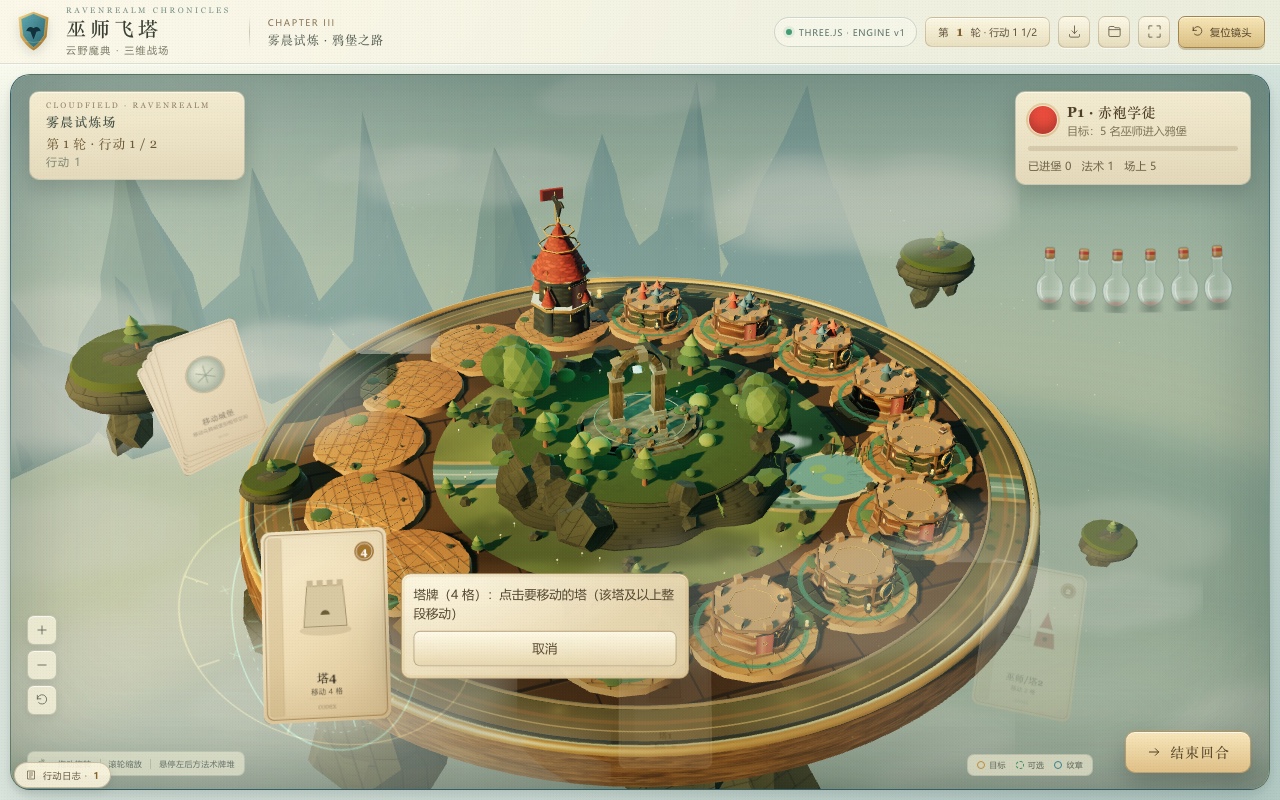 RAVENREALM CHRONICLES
巫师飞塔
云野魔典 · 三维战场
CHAPTER III
雾晨试炼 · 鸦堡之路
THREE.JS · ENGINE v1
第 1 轮 · 行动 1 1/2
复位镜头
CLOUDFIELD · RAVENREALM
雾晨试炼场
第 1 轮 · 行动 1 / 2
行动 1
P1 · 赤袍学徒
目标: 5 名巫师进入鸦堡
已进堡 0 法术 1 场上 5
移动城堡
4
塔4
移动 4 格
塔牌（4 格）：点击要移动的塔（该塔及以上整
段移动）
取消
巫师/塔2
滚轮缩放
悬停左后方法术牌堆
行动日志 · 1
目标
可选
纹章
结束回合